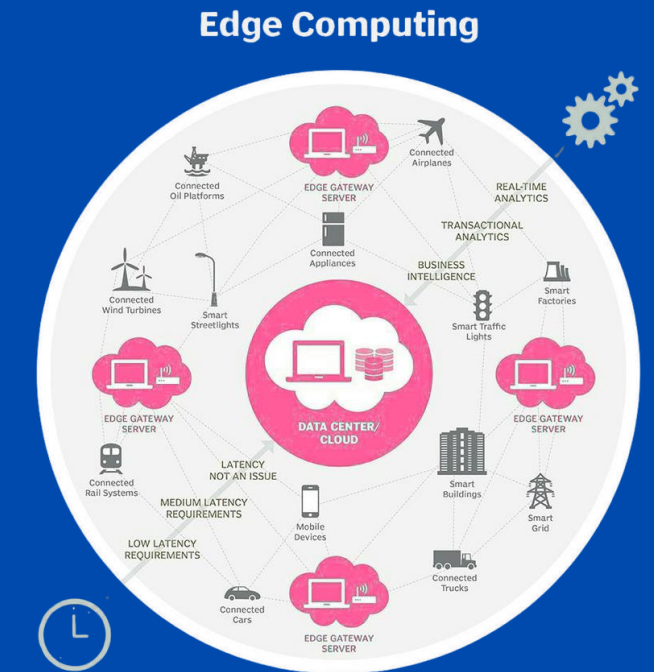 Edge Computing
EDGE GATEWAY
SERVER
Connected
Airplanes
Connected
Oil Platforms
REAL-TIME
ANALYTICS
TRANSACTIONAL
ANALYTICS
BUSINESS
INTELLIGENCE
Connected
Appliances
Connected
Wind Turbines
Smart
Streetlights
Smart Traffic
Lights
Smart
Factories
EDGE GATEWAY
SERVER
DATA CENTER/
CLOUD
EDGE GATEWAY
SERVER
Connected
Rail Systems
LATENCY
NOT AN ISSUE
MEDIUM LATENCY
REQUIREMENTS
LOW LATENCY
REQUIREMENTS
Mobile
Devices
Smart
Buildings
Smart
Grid
Connected
Cars
EDGE GATEWAY
SERVER
Connected
Trucks